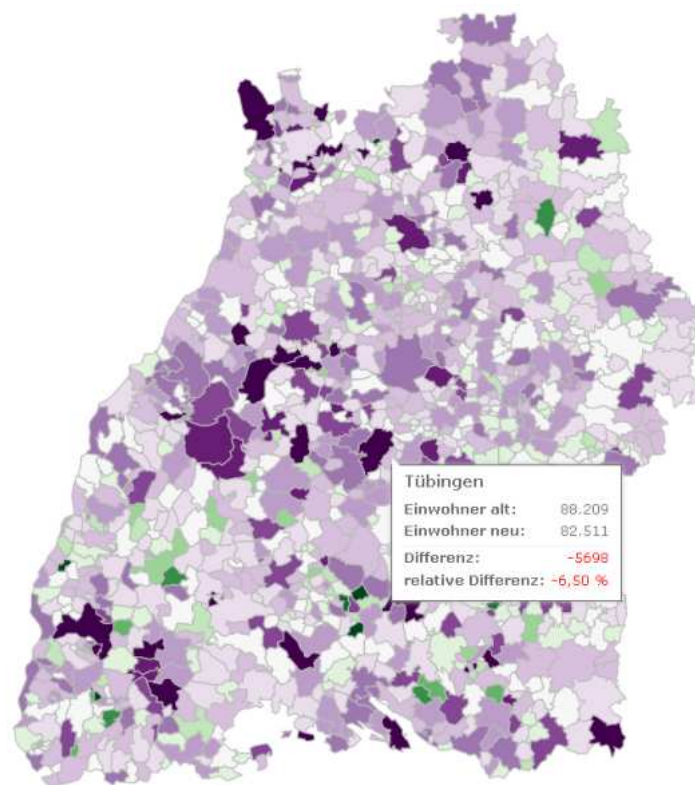 Tübingen
Einwohner alt: 88.209
Einwohner neu: 82.511
Differenz: -5698
relative Differenz: -6,50 %